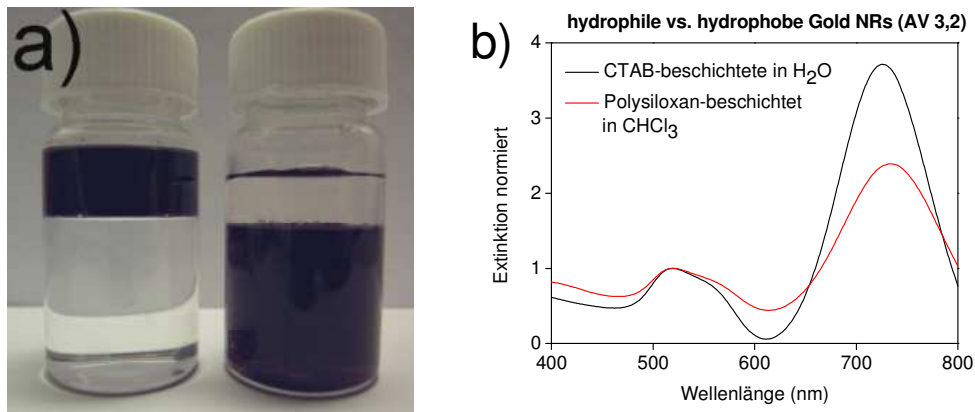 a)
b)
hydrophile vs. hydrophobe Gold NRs (AV 3,2)
CTAB-beschichtete in H2O
Polysiloxan-beschichtet
in CHCl3
Extinktion normiert
4
3
2
1
0
400 500 600 700 800
Wellenlänge (nm)